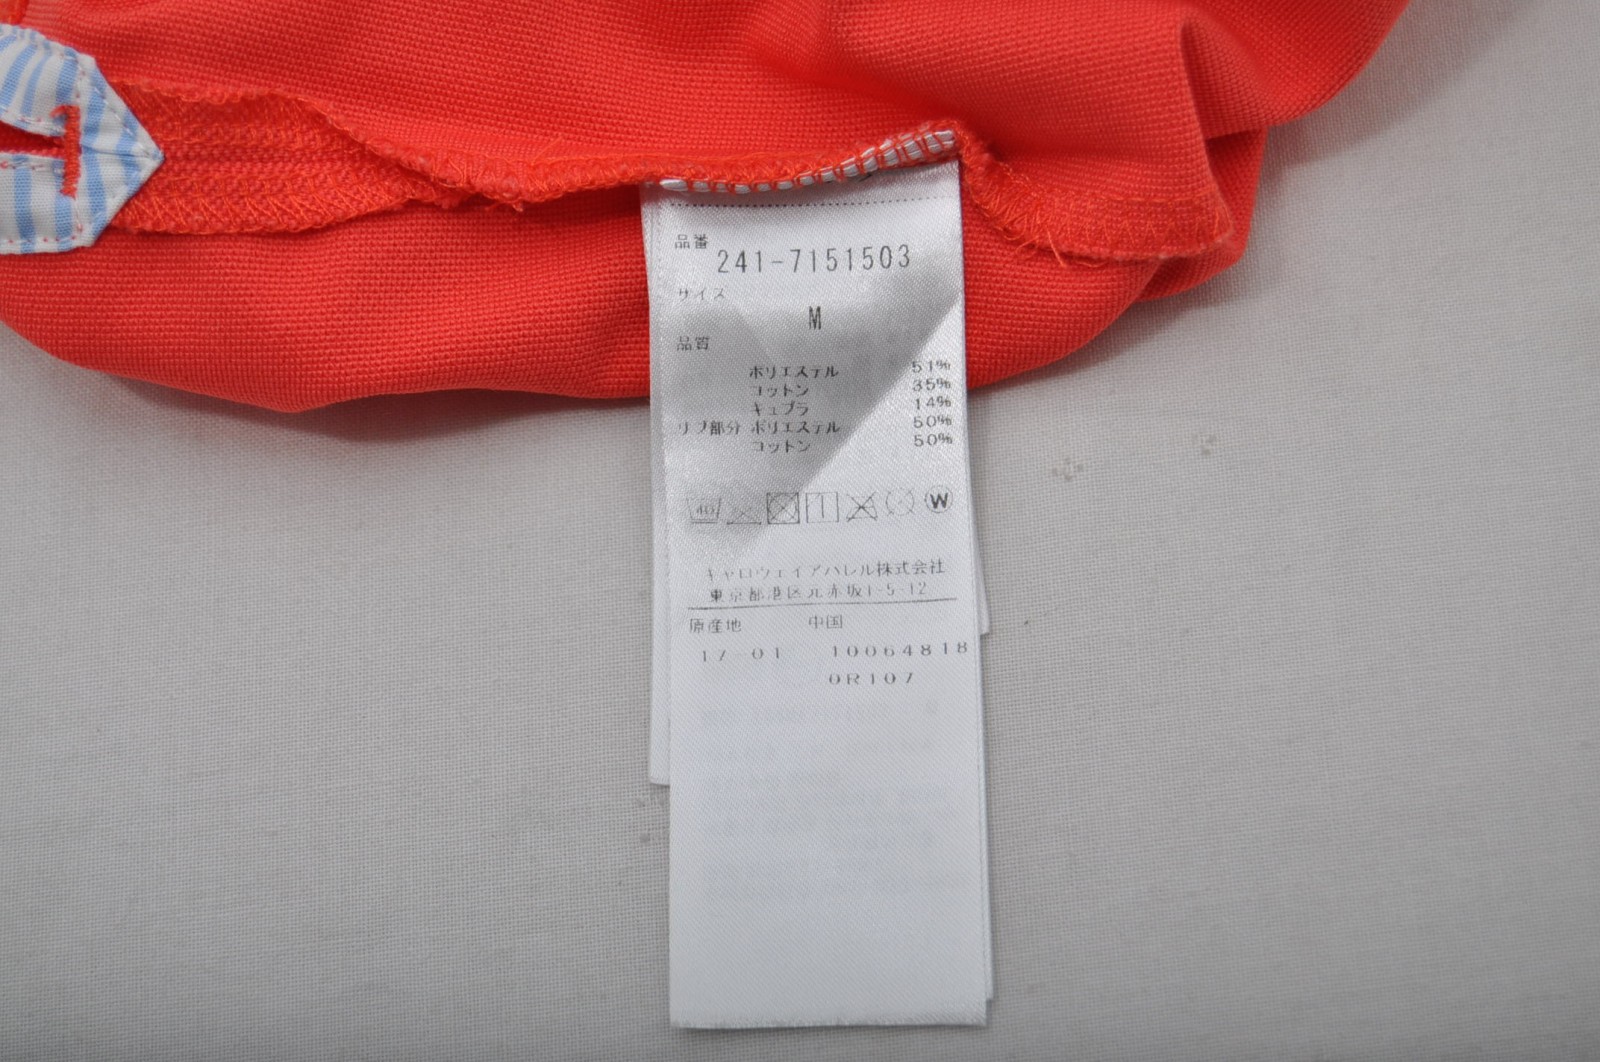 品番
241-7151503
サイズ
M
品質
ポリエステル 51%
コットン 35%
キュプラ 14%
リブ部分 ポリエステル 50%
コットン 50%
40 W
キャロウェイアパレル株式会社
東京都港区元赤坂1-5-12
原産地 中国
17-01 10064818
OR107